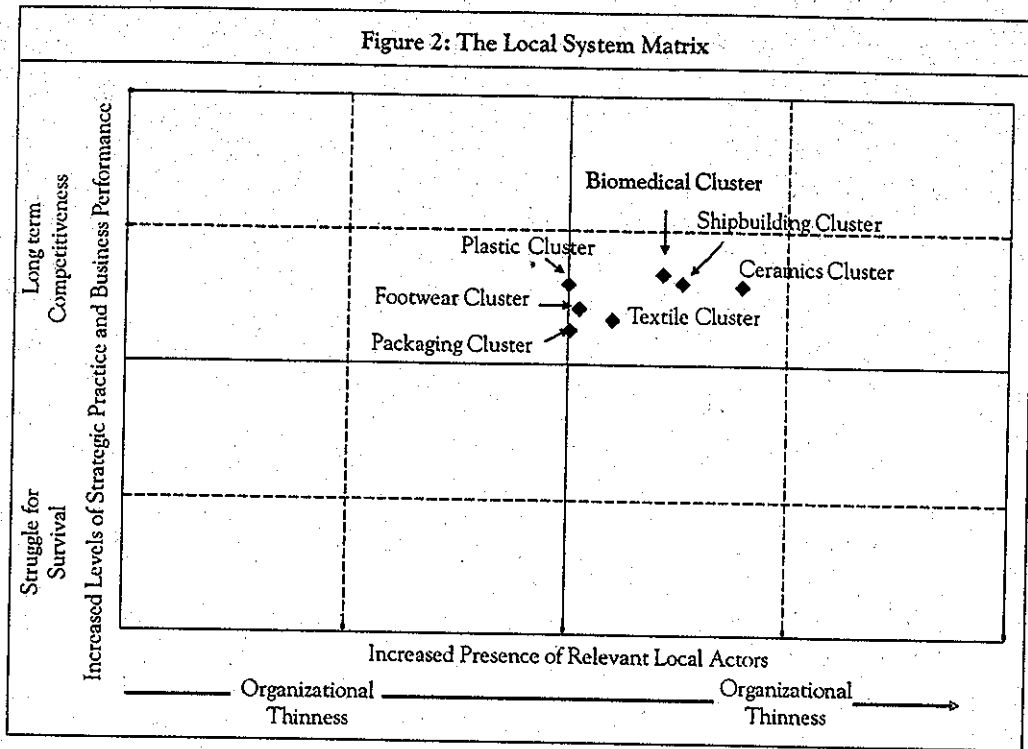 Figure 2: The Local System Matrix
Long term
Competitiveness
Struggle for
Survival
Increased Levels of Strategic Practice and Business Performance
Biomedical Cluster
Shipbuilding Cluster
Plastic Cluster
Ceramics Cluster
Footwear Cluster
Textile Cluster
Packaging Cluster
Increased Presence of Relevant Local Actors
Organizational
Thinness
Organizational
Thinness